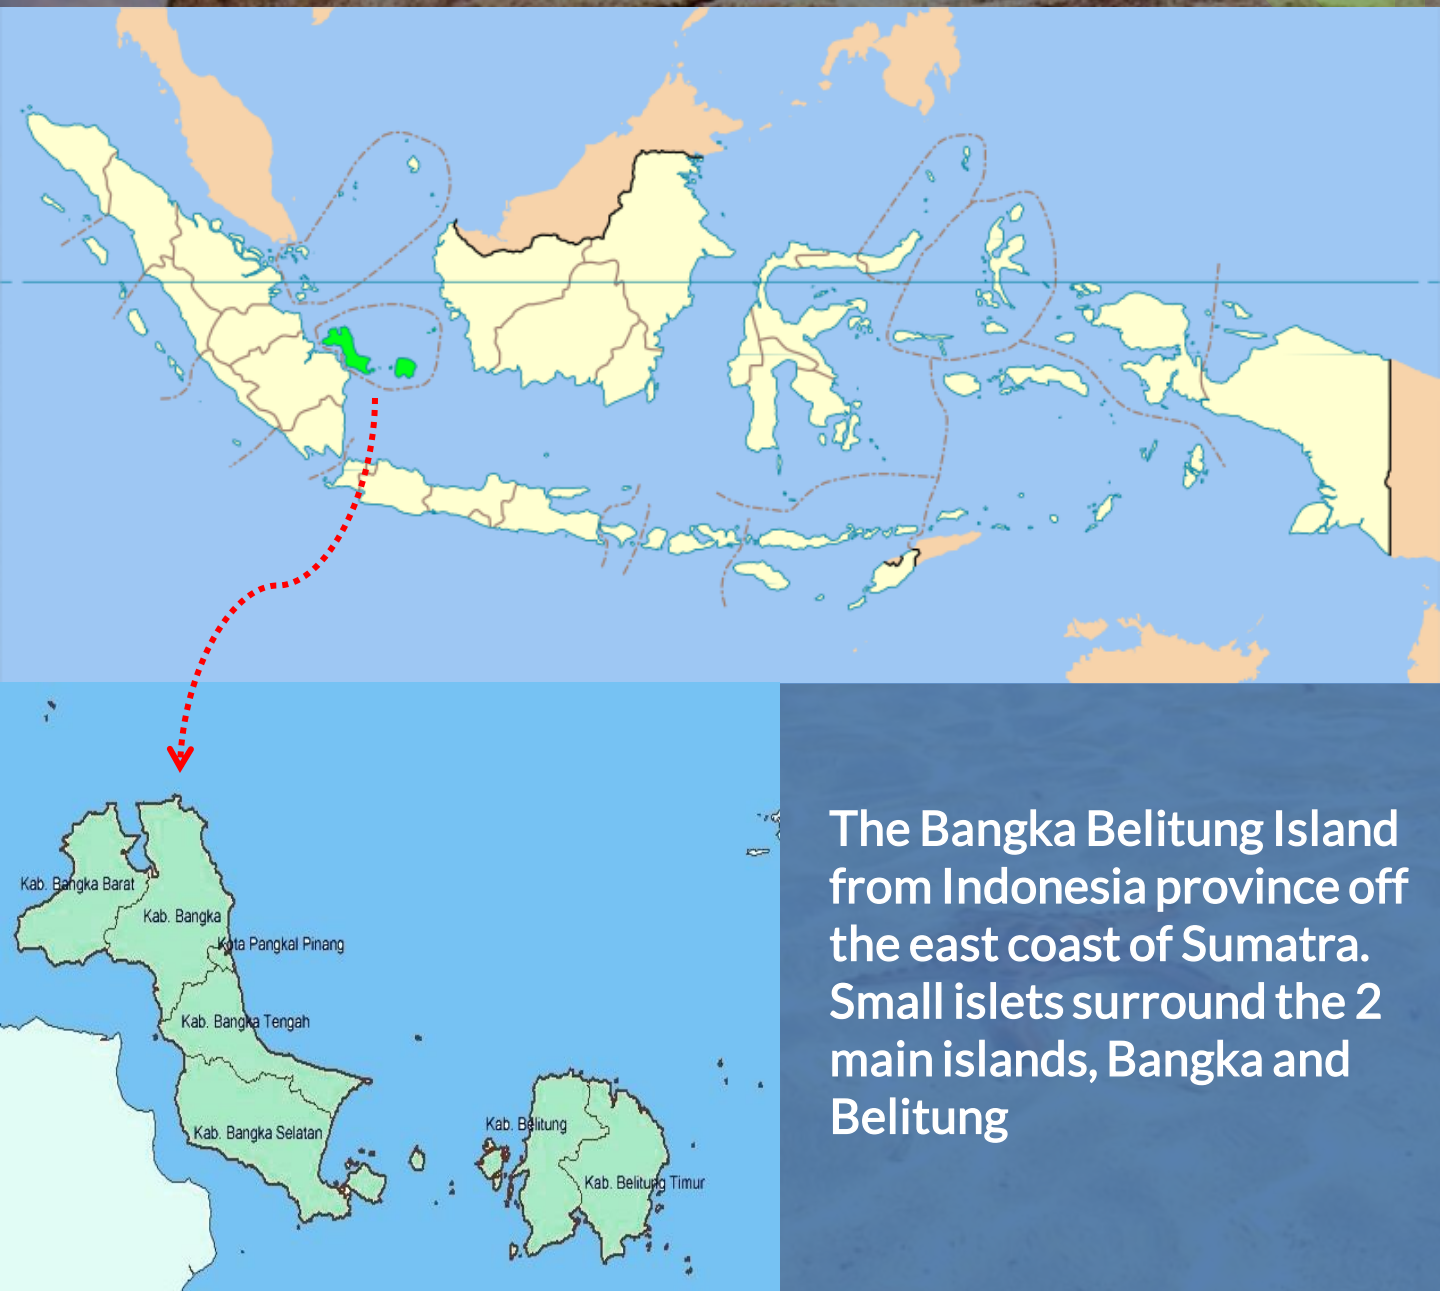 Kab. Bangka Barat
Kab. Bangka
Kota Pangkal Pinang
Kab. Bangka Tengah
Kab. Bangka Selatan
Kab. Belitung
Kab. Belitung Timur
The Bangka Belitung Island
from Indonesia province off
the east coast of Sumatra.
Small islets surround the 2
main islands, Bangka and
Belitung